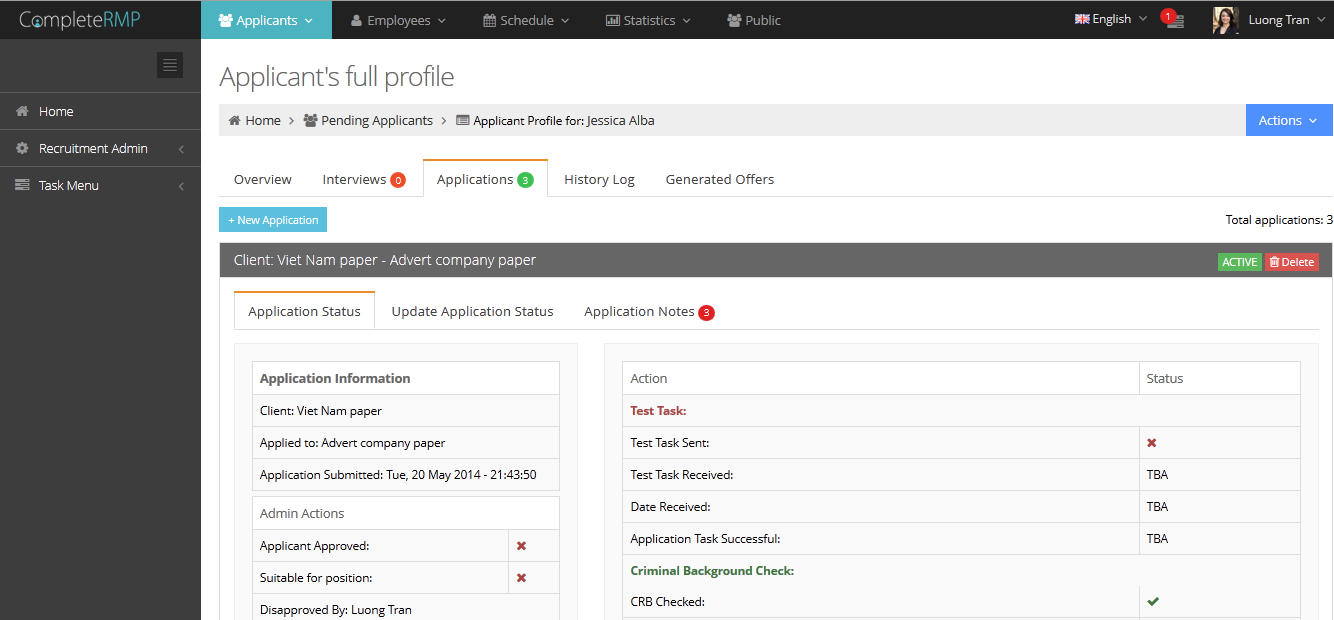 CompleteRMP Applicants Employees Schedule Statistics Public English 1 Luong Tran
Applicant's full profile
Home
Recruitment Admin
Task Menu
Home > Pending Applicants > Applicant Profile for: Jessica Alba Actions
Overview Interviews 0 Applications 3 History Log Generated Offers
+ New Application Total applications: 3
Client: Viet Nam paper - Advert company paper ACTIVE Delete
Application Status Update Application Status Application Notes 3
Application Information
Client: Viet Nam paper
Applied to: Advert company paper
Application Submitted: Tue, 20 May 2014 - 21:43:50
Admin Actions
Applicant Approved:
Suitable for position:
Disapproved By: Luong Tran
Action Status
Test Task:
Test Task Sent:
Test Task Received: TBA
Date Received: TBA
Application Task Successful: TBA
Criminal Background Check:
CRB Checked: